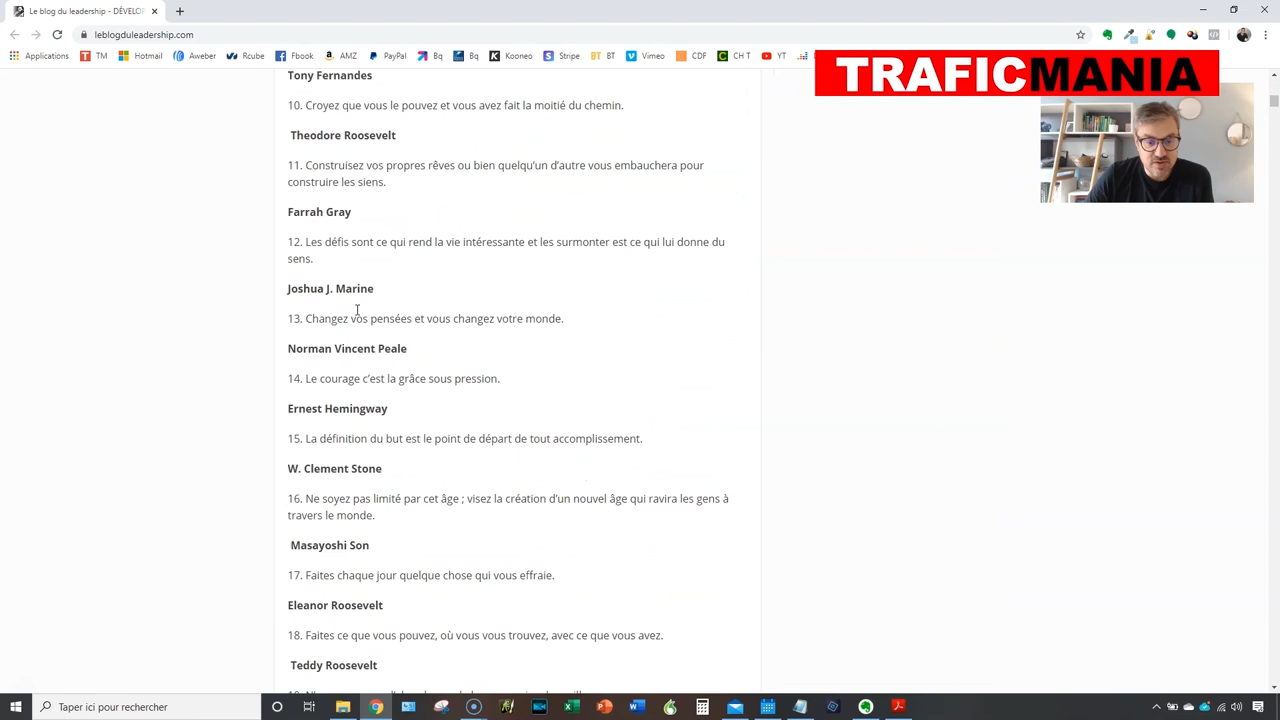 Le blog du leadership - DÉVELOP
leblogduleadership.com
Applications TM Hotmail Aweber Rcube Fbook AMZ PayPal Bq Bq Kooneo Stripe BT Vimeo CDF CH T YT
TRAFICMANIA
Tony Fernandes
10. Croyez que vous le pouvez et vous avez fait la moitié du chemin.
Theodore Roosevelt
11. Construisez vos propres rêves ou bien quelqu’un d’autre vous embauchera pour
construire les siens.
Farrah Gray
12. Les défis sont ce qui rend la vie intéressante et les surmonter est ce qui lui donne du
sens.
Joshua J. Marine
13. Changez vos pensées et vous changez votre monde.
Norman Vincent Peale
14. Le courage c’est la grâce sous pression.
Ernest Hemingway
15. La définition du but est le point de départ de tout accomplissement.
W. Clement Stone
16. Ne soyez pas limité par cet âge ; visez la création d’un nouvel âge qui ravira les gens à
travers le monde.
Masayoshi Son
17. Faites chaque jour quelque chose qui vous effraie.
Eleanor Roosevelt
18. Faites ce que vous pouvez, où vous vous trouvez, avec ce que vous avez.
Teddy Roosevelt
Taper ici pour rechercher